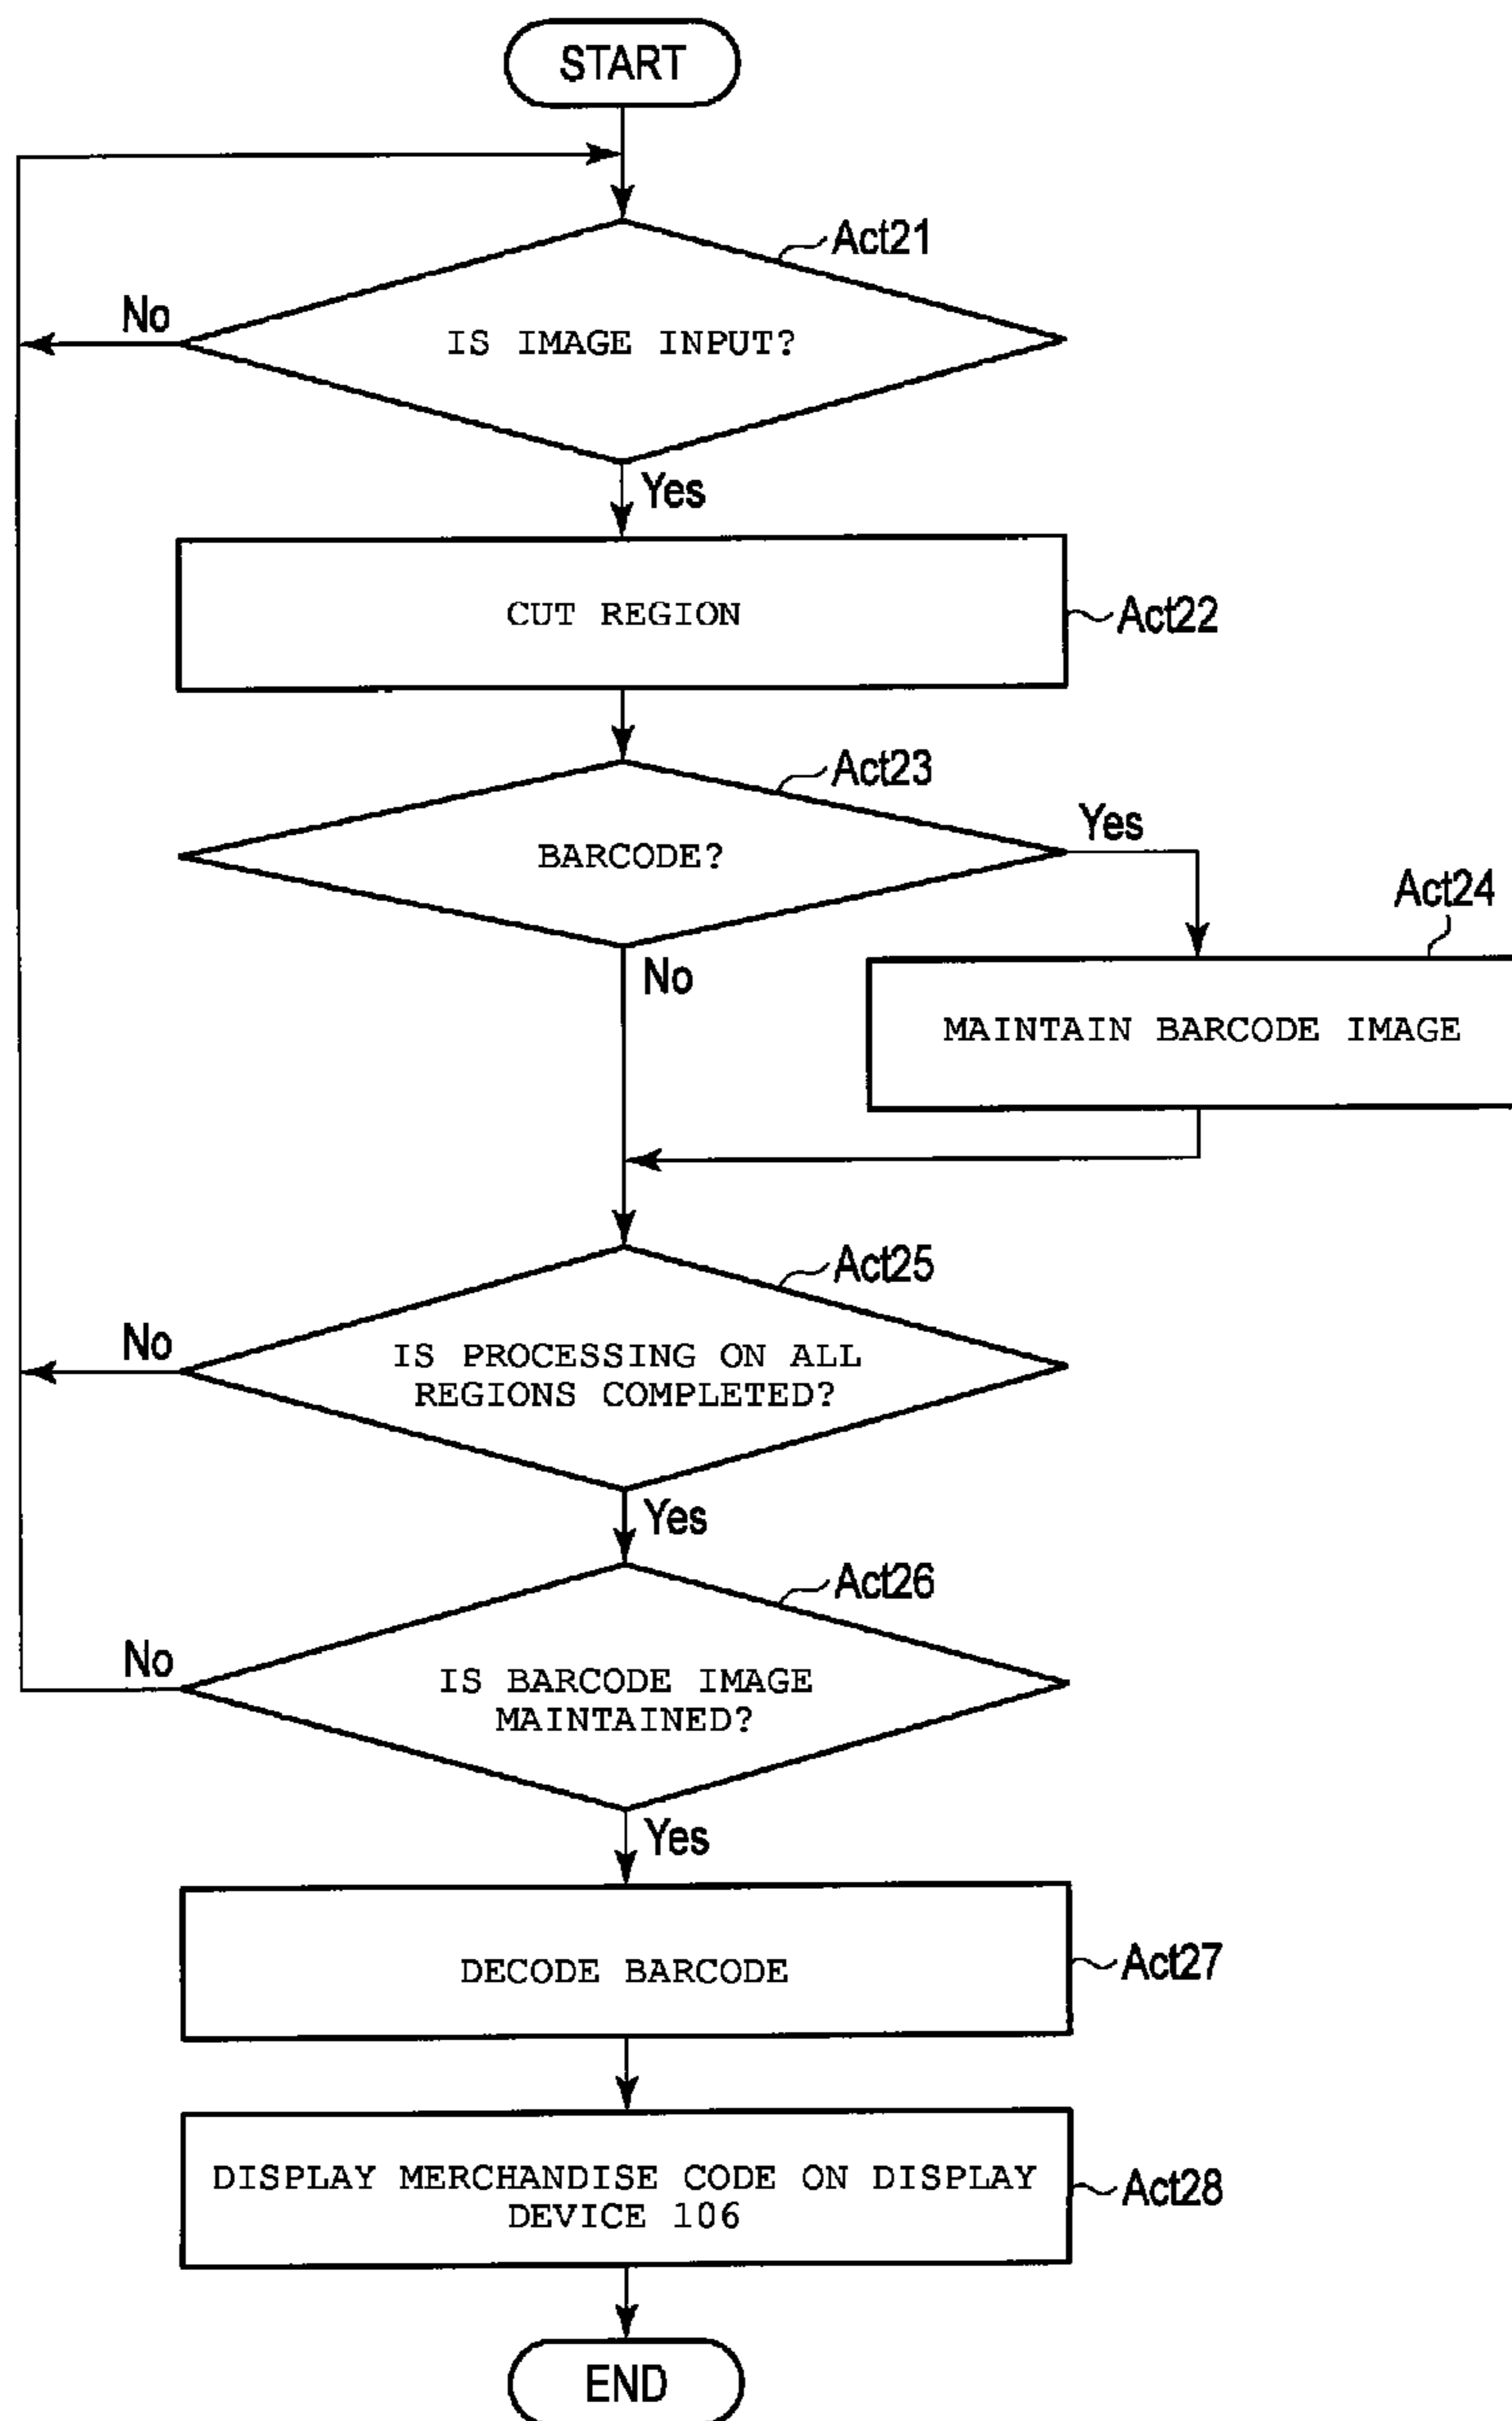 START
Act21
No
IS IMAGE INPUT?
Yes
CUT REGION
Act22
Act23
Yes
BARCODE?
Act24
No
MAINTAIN BARCODE IMAGE
Act25
No
IS PROCESSING ON ALL
REGIONS COMPLETED?
Yes
Act26
No
IS BARCODE IMAGE
MAINTAINED?
Yes
DECODE BARCODE
Act27
DISPLAY MERCHANDISE CODE ON DISPLAY
DEVICE 106
Act28
END